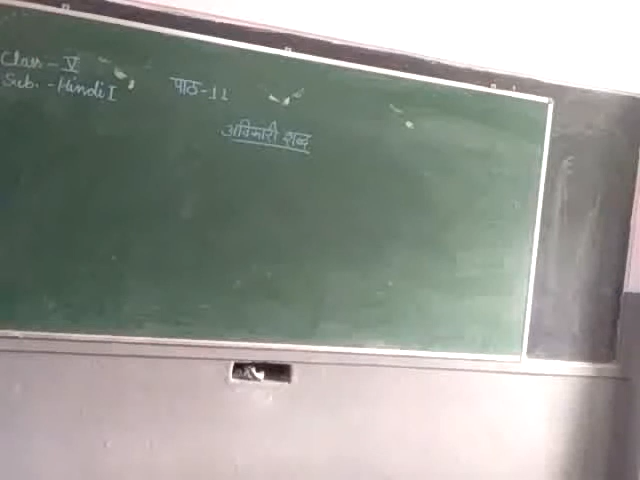 Class - V
Sub. - Hindi I
पाठ-11
अविकारी शब्द